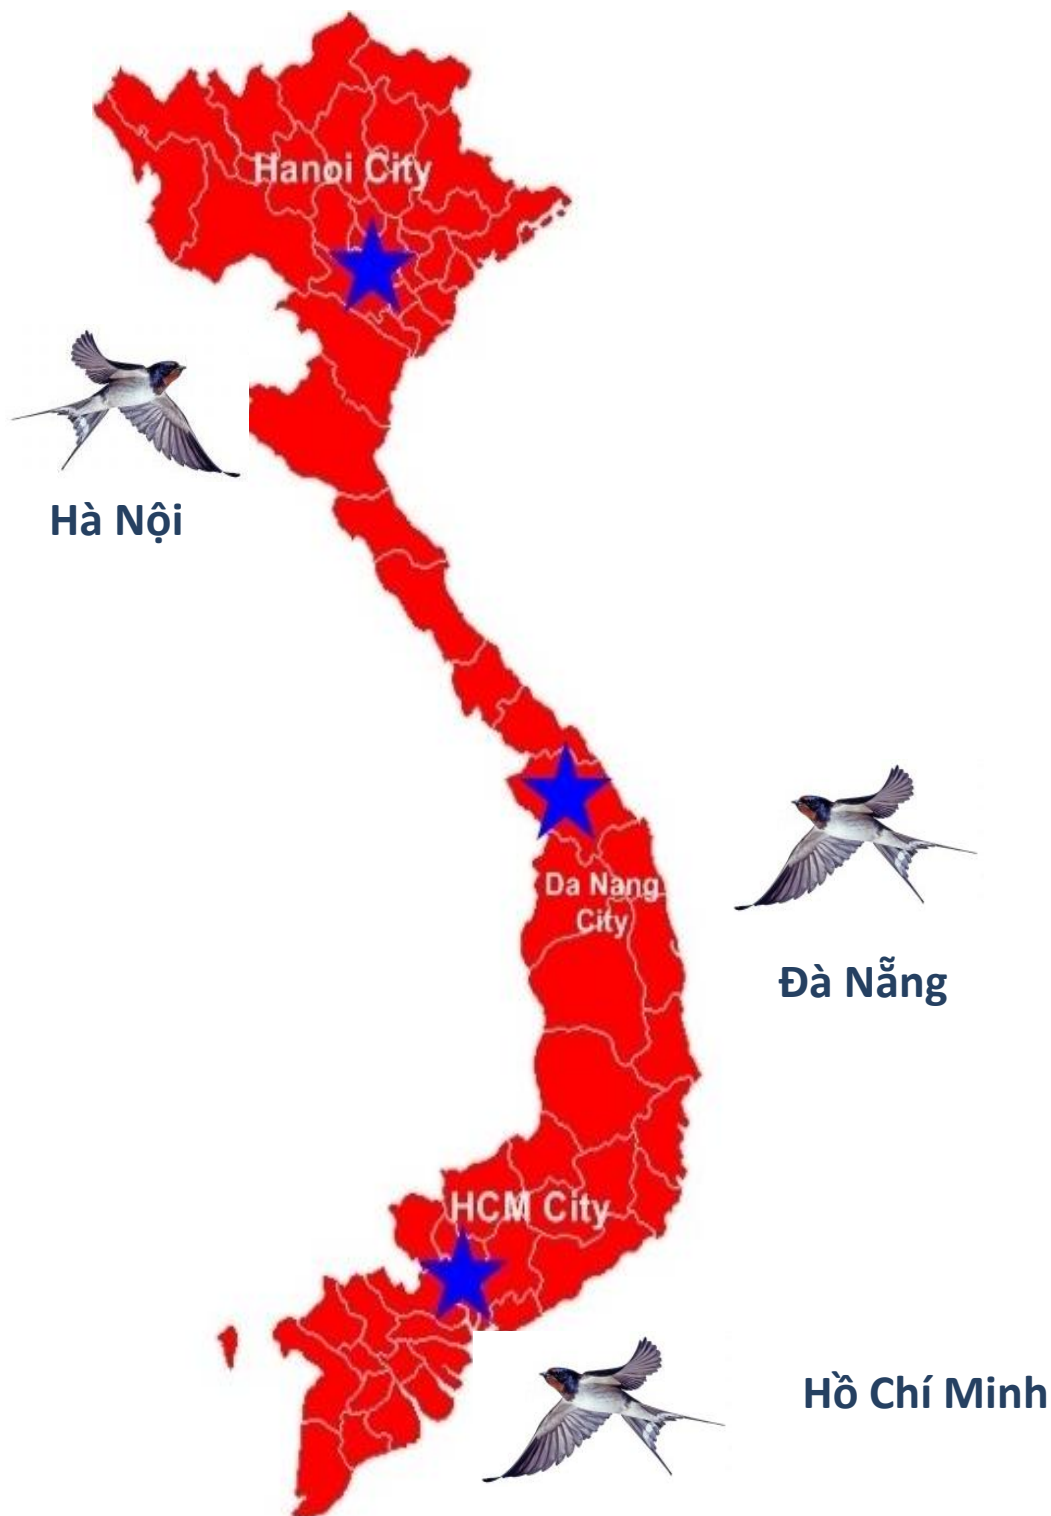 Hanoi City
Hà Nội
Da Nang
City
Đà Nẵng
HCM City
Hồ Chí Minh